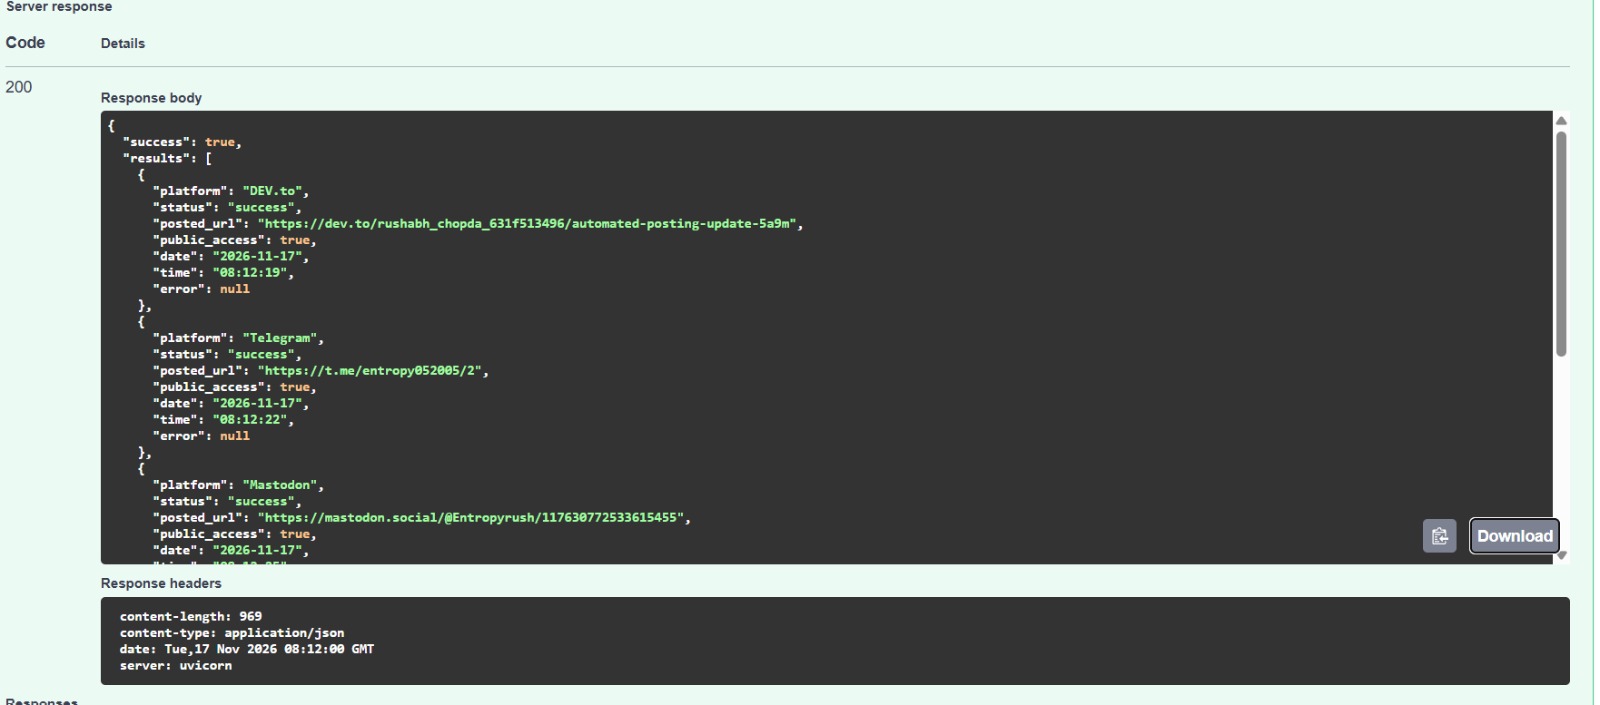 Server response
Code Details
200
Response body
{
  "success": true,
  "results": [
    {
      "platform": "DEV.to",
      "status": "success",
      "posted_url": "https://dev.to/rushabh_chopda_631f513496/automated-posting-update-5a9m",
      "public_access": true,
      "date": "2026-11-17",
      "time": "08:12:19",
      "error": null
    },
    {
      "platform": "Telegram",
      "status": "success",
      "posted_url": "https://t.me/entropy052005/2",
      "public_access": true,
      "date": "2026-11-17",
      "time": "08:12:22",
      "error": null
    },
    {
      "platform": "Mastodon",
      "status": "success",
      "posted_url": "https://mastodon.social/@Entropyrush/117630772533615455",
      "public_access": true,
      "date": "2026-11-17",
Download
Response headers
content-length: 969
content-type: application/json
date: Tue,17 Nov 2026 08:12:00 GMT
server: uvicorn
Responses